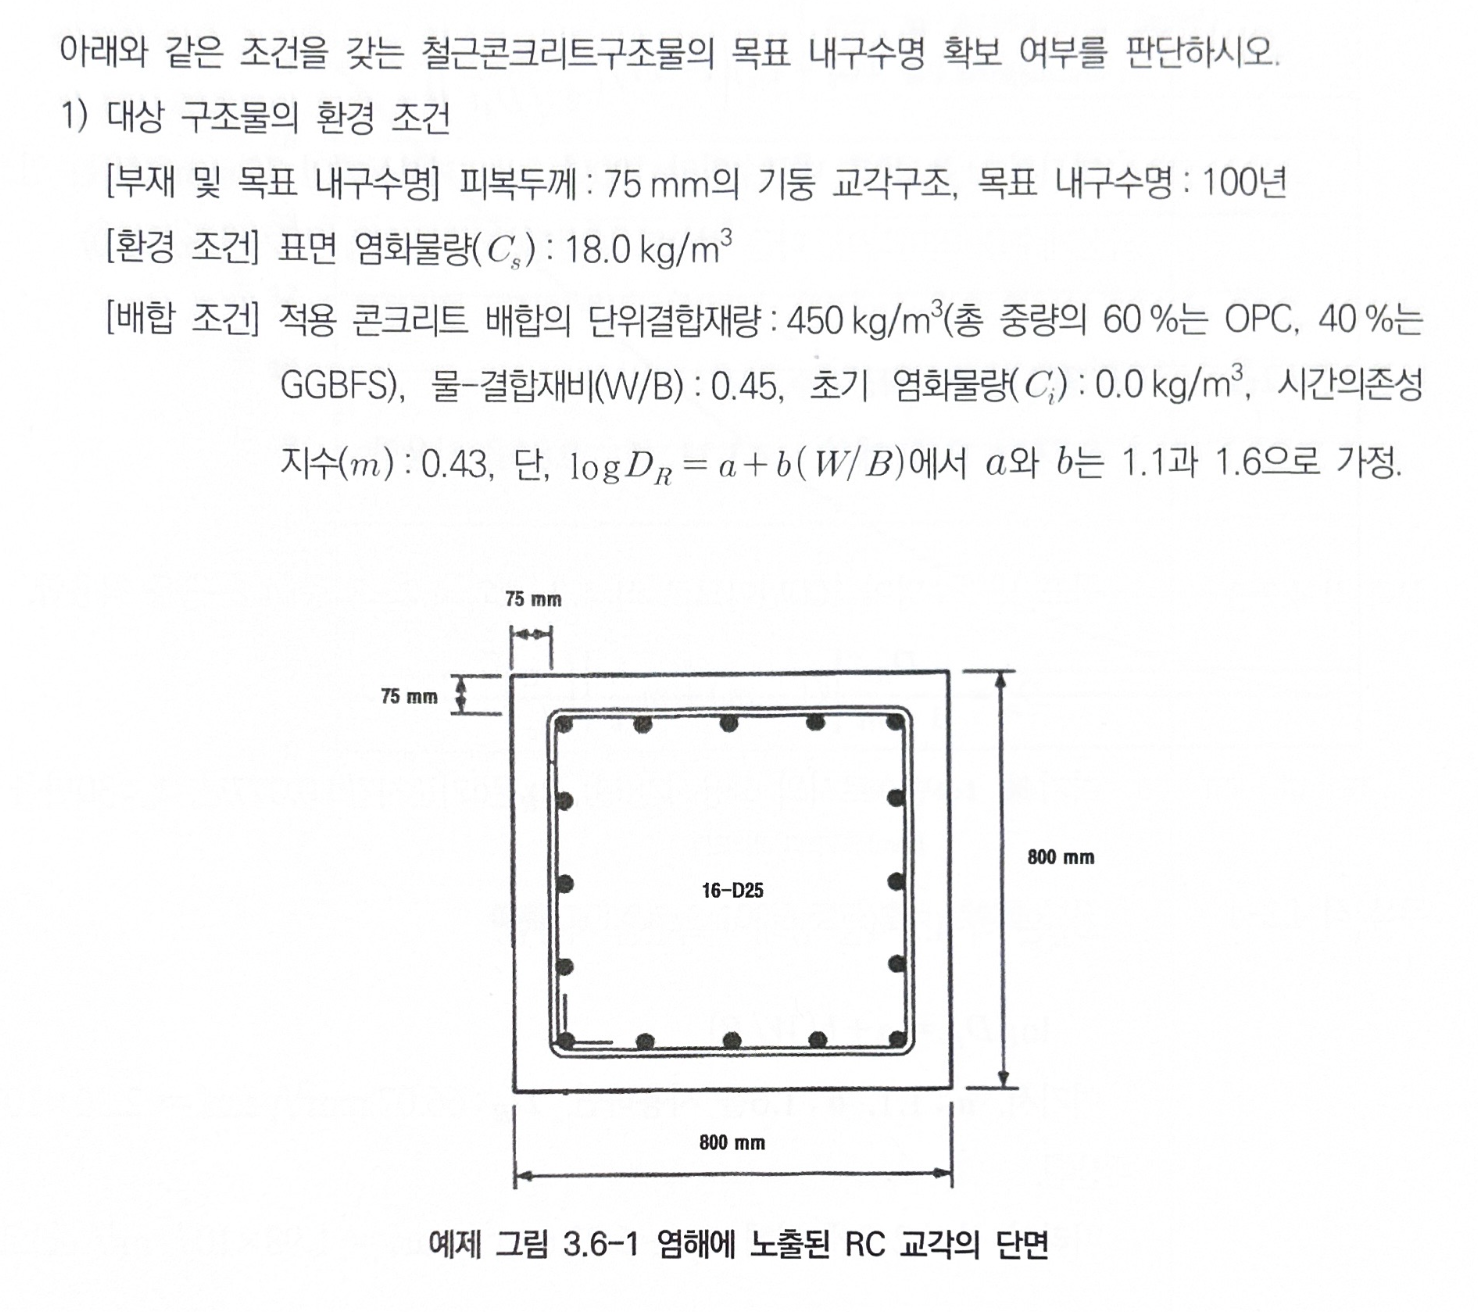 아래와 같은 조건을 갖는 철근콘크리트구조물의 목표 내구수명 확보 여부를 판단하시오.
1) 대상 구조물의 환경 조건
[부재 및 목표 내구수명] 피복두께 : 75 mm의 기둥 교각구조, 목표 내구수명 : 100년
[환경 조건] 표면 염화물량(C_s) : 18.0 kg/m³
[배합 조건] 적용 콘크리트 배합의 단위결합재량 : 450 kg/m³(총 중량의 60 %는 OPC, 40 %는
GGBFS), 물-결합재비(W/B) : 0.45, 초기 염화물량(C_i) : 0.0 kg/m³, 시간의존성
지수(m) : 0.43, 단, log D_R = a + b(W/B)에서 a와 b는 1.1과 1.6으로 가정.
75 mm
75 mm
800 mm
16-D25
800 mm
예제 그림 3.6-1 염해에 노출된 RC 교각의 단면